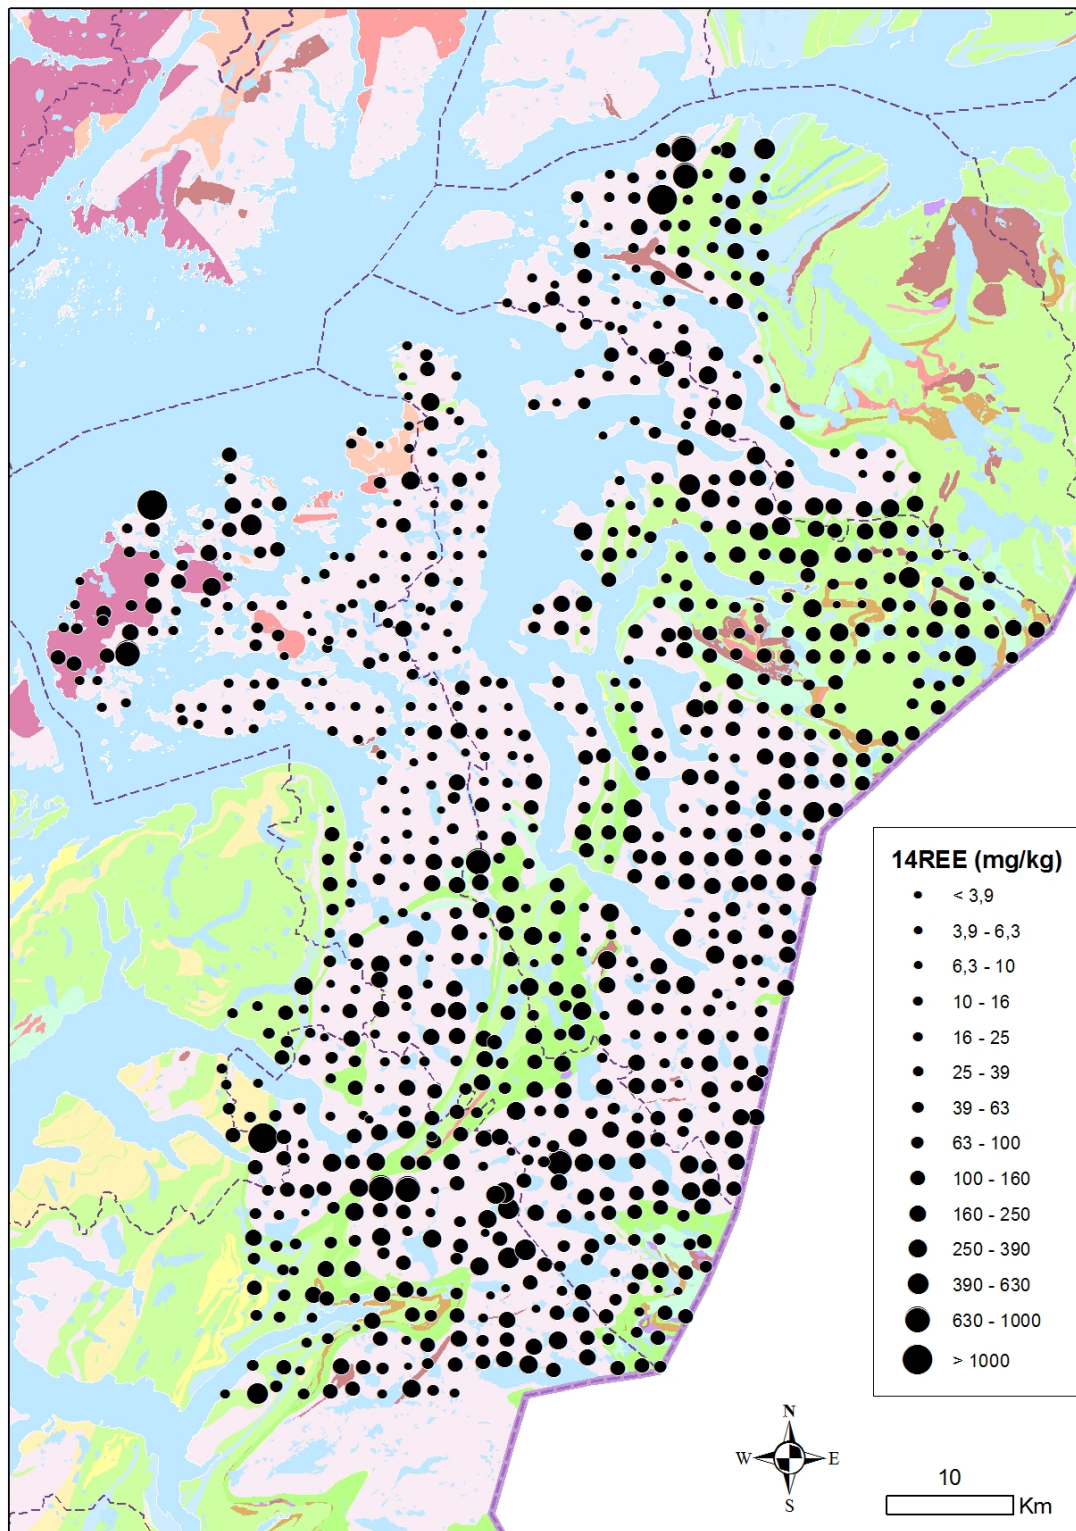 14REE (mg/kg)
< 3,9
3,9 - 6,3
6,3 - 10
10 - 16
16 - 25
25 - 39
39 - 63
63 - 100
100 - 160
160 - 250
250 - 390
390 - 630
630 - 1000
> 1000
N
W E
S
10
Km